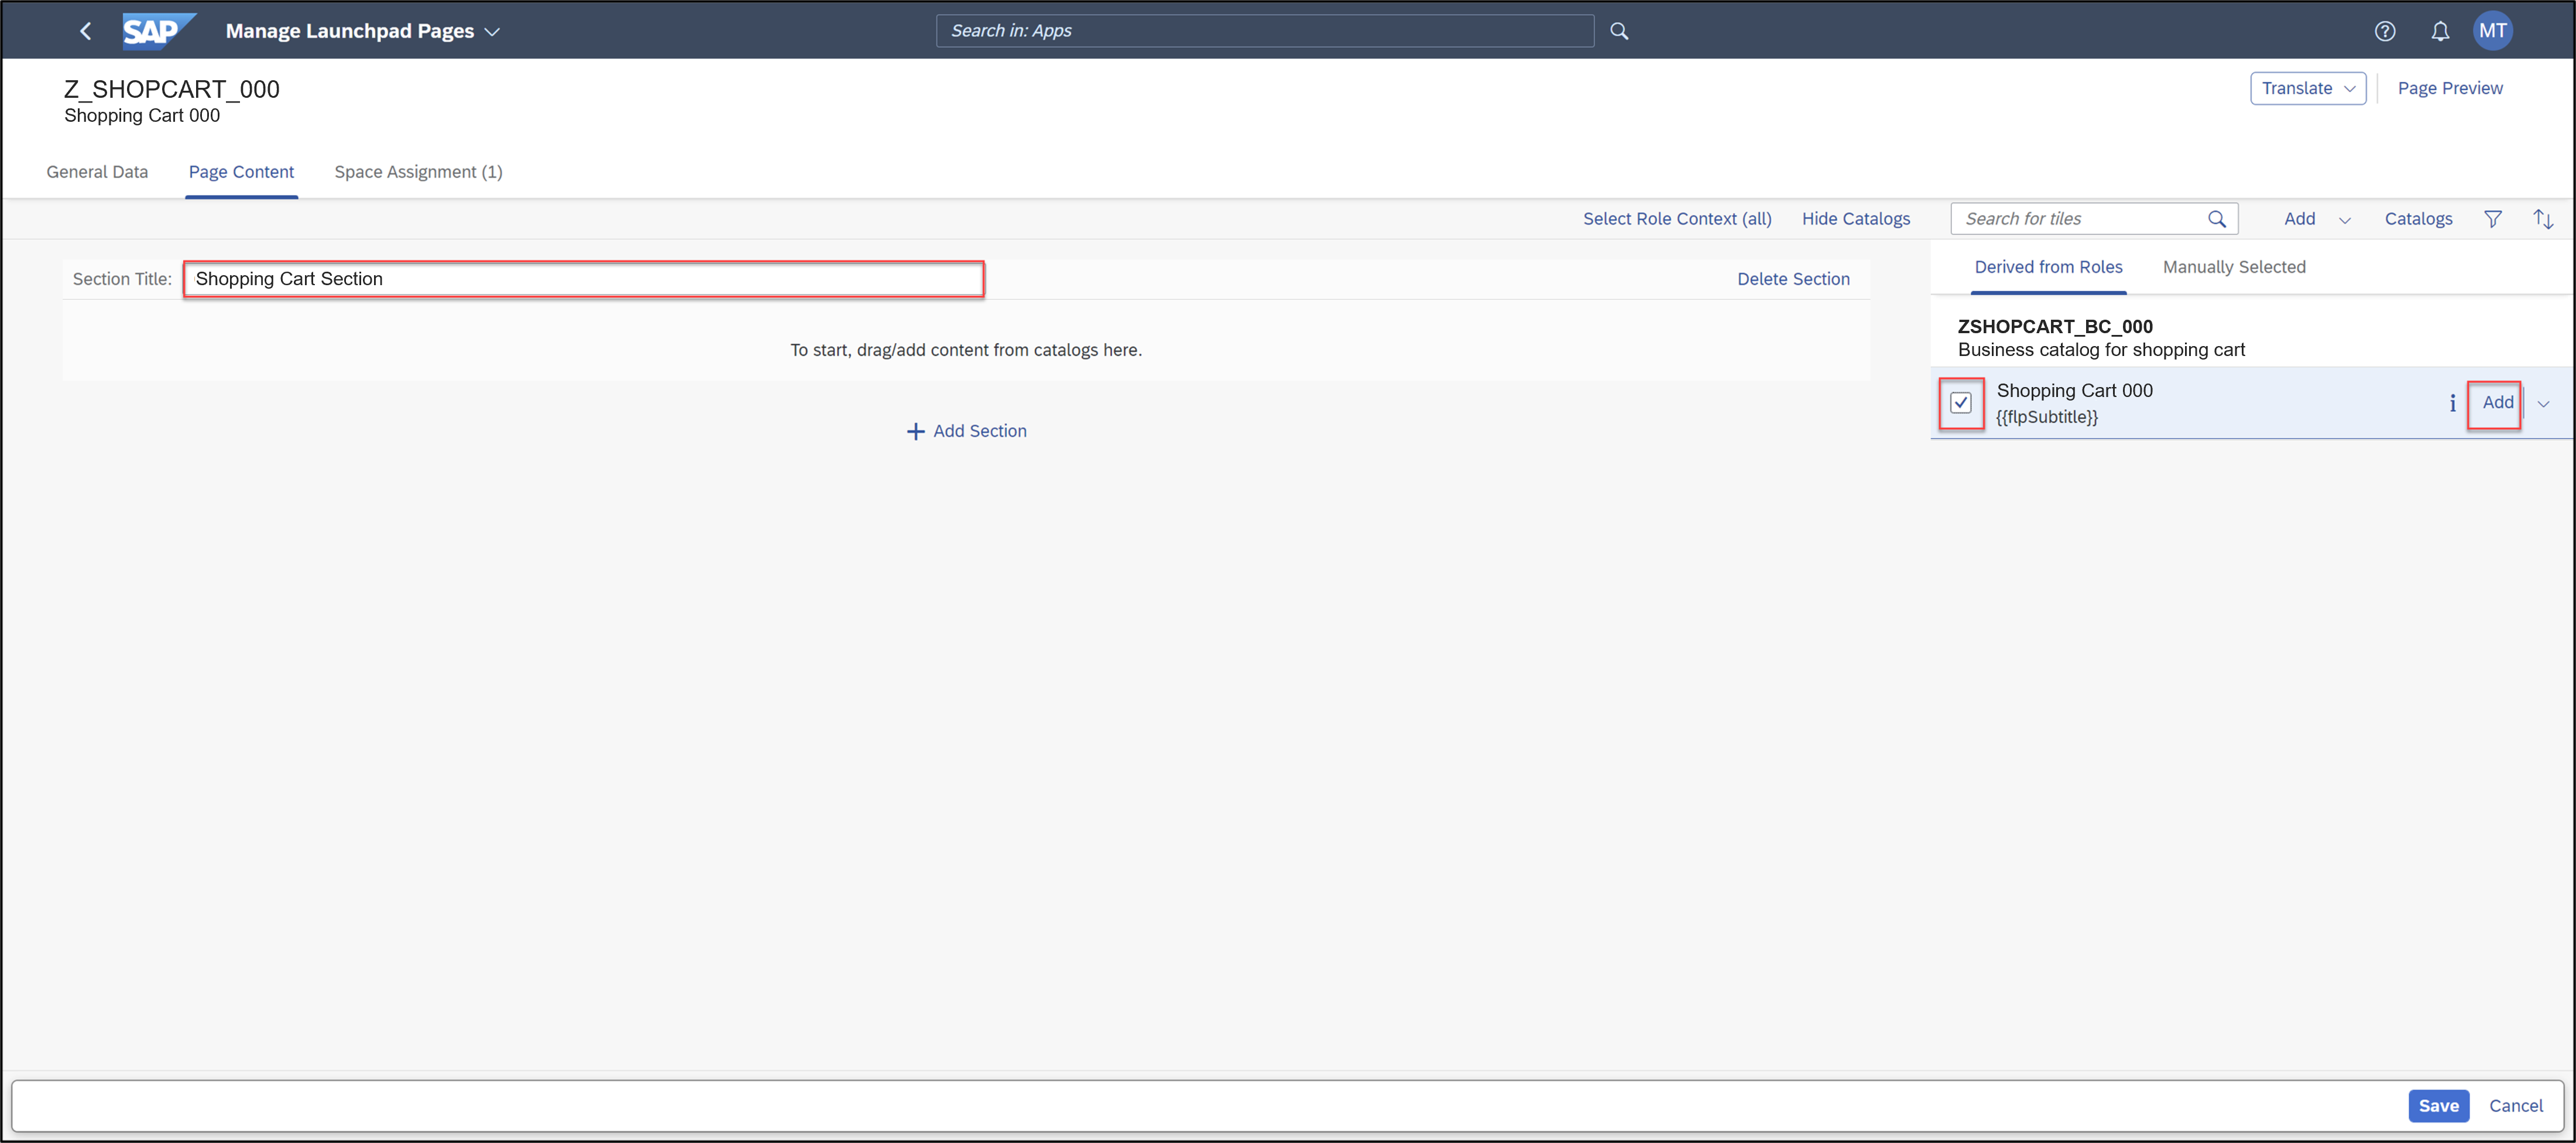 SAP Manage Launchpad Pages Search in: Apps MT
Z_SHOPCART_000
Shopping Cart 000
Translate Page Preview
General Data Page Content Space Assignment (1)
Select Role Context (all) Hide Catalogs Search for tiles Add Catalogs
Section Title: Shopping Cart Section Delete Section
To start, drag/add content from catalogs here.
Add Section
Derived from Roles Manually Selected
ZSHOPCART_BC_000
Business catalog for shopping cart
Shopping Cart 000
{{flpSubtitle}}
Add
Save Cancel